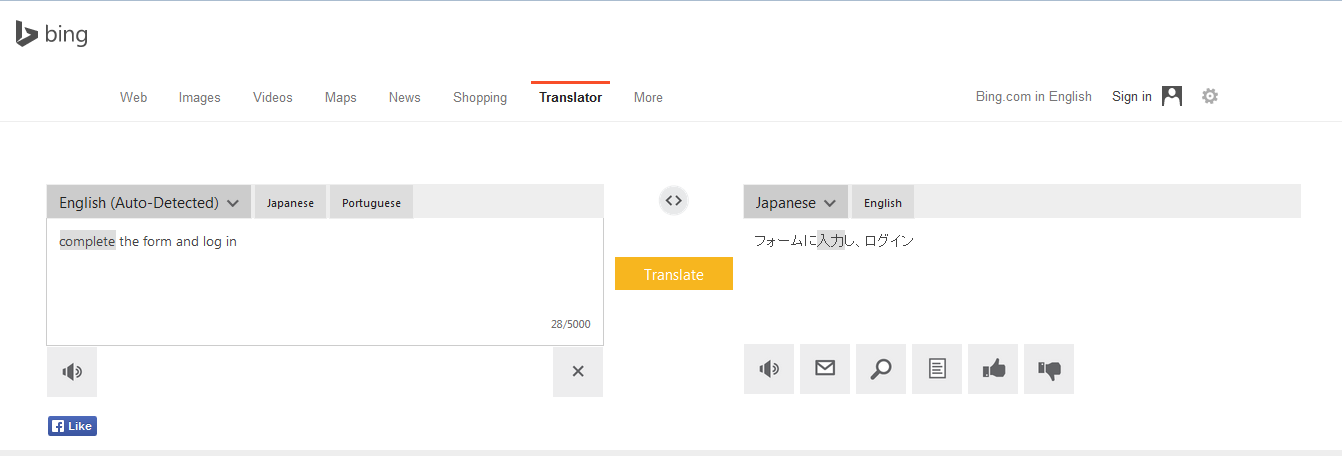 bing
Web Images Videos Maps News Shopping Translator More Bing.com in English Sign in
English (Auto-Detected) Japanese Portuguese
Japanese English
complete the form and log in
フォームに入力し、ログイン
Translate
28/5000
Like